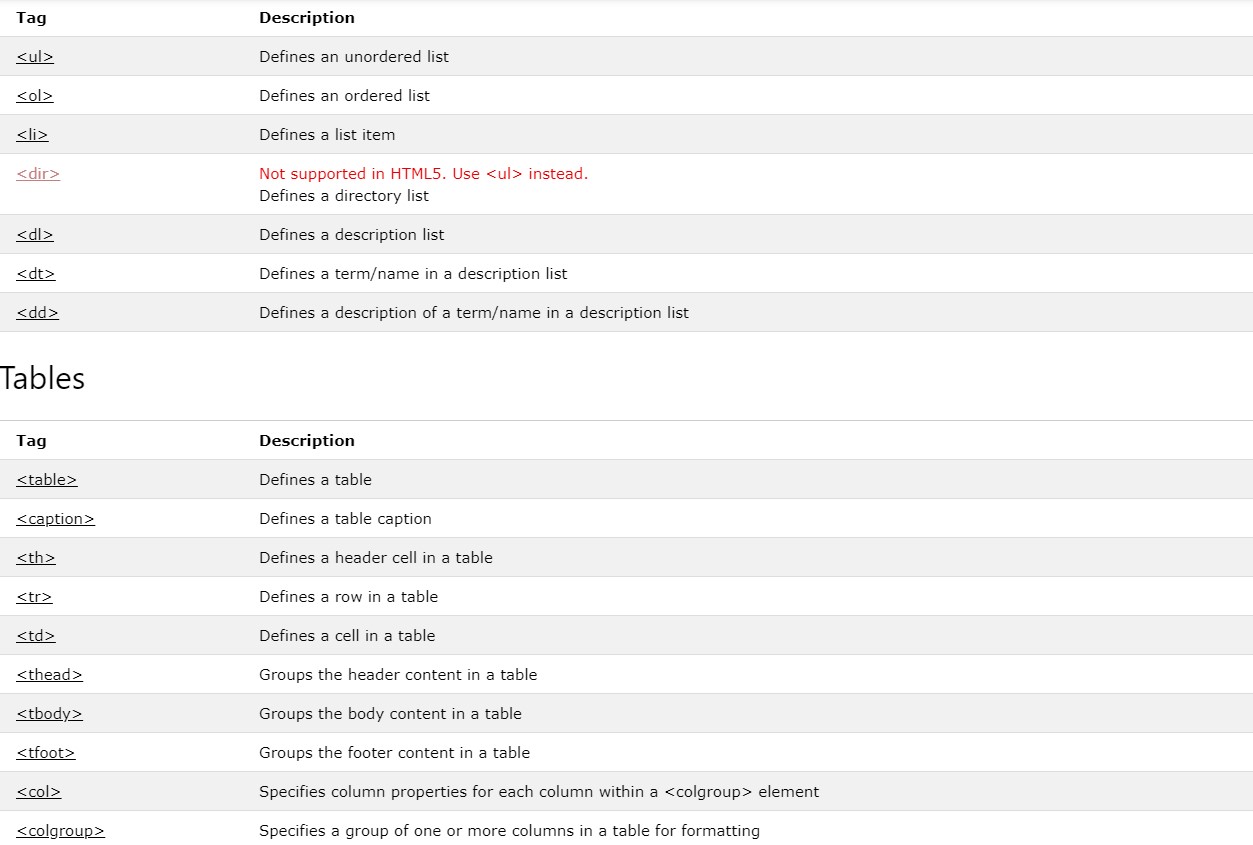 Tag Description
<ul> Defines an unordered list
<ol> Defines an ordered list
<li> Defines a list item
<dir> Not supported in HTML5. Use <ul> instead.
Defines a directory list
<dl> Defines a description list
<dt> Defines a term/name in a description list
<dd> Defines a description of a term/name in a description list
Tables
Tag Description
<table> Defines a table
<caption> Defines a table caption
<th> Defines a header cell in a table
<tr> Defines a row in a table
<td> Defines a cell in a table
<thead> Groups the header content in a table
<tbody> Groups the body content in a table
<tfoot> Groups the footer content in a table
<col> Specifies column properties for each column within a <colgroup> element
<colgroup> Specifies a group of one or more columns in a table for formatting